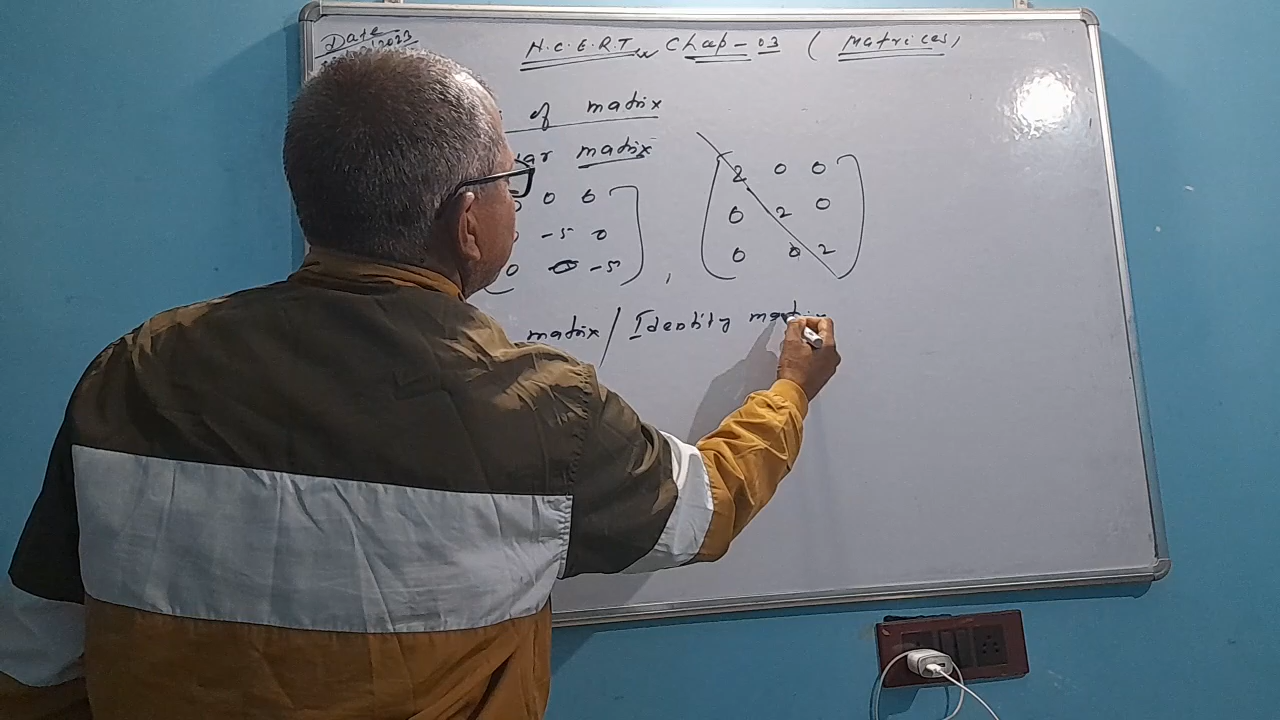 Date
N.C.E.R.T Chap-03 (Matrices)
of matrix
matrix
0 0
-5 0
0 0 -5 ,
2 0 0
0 2 0
0 0 2
matrix / Identity matrix